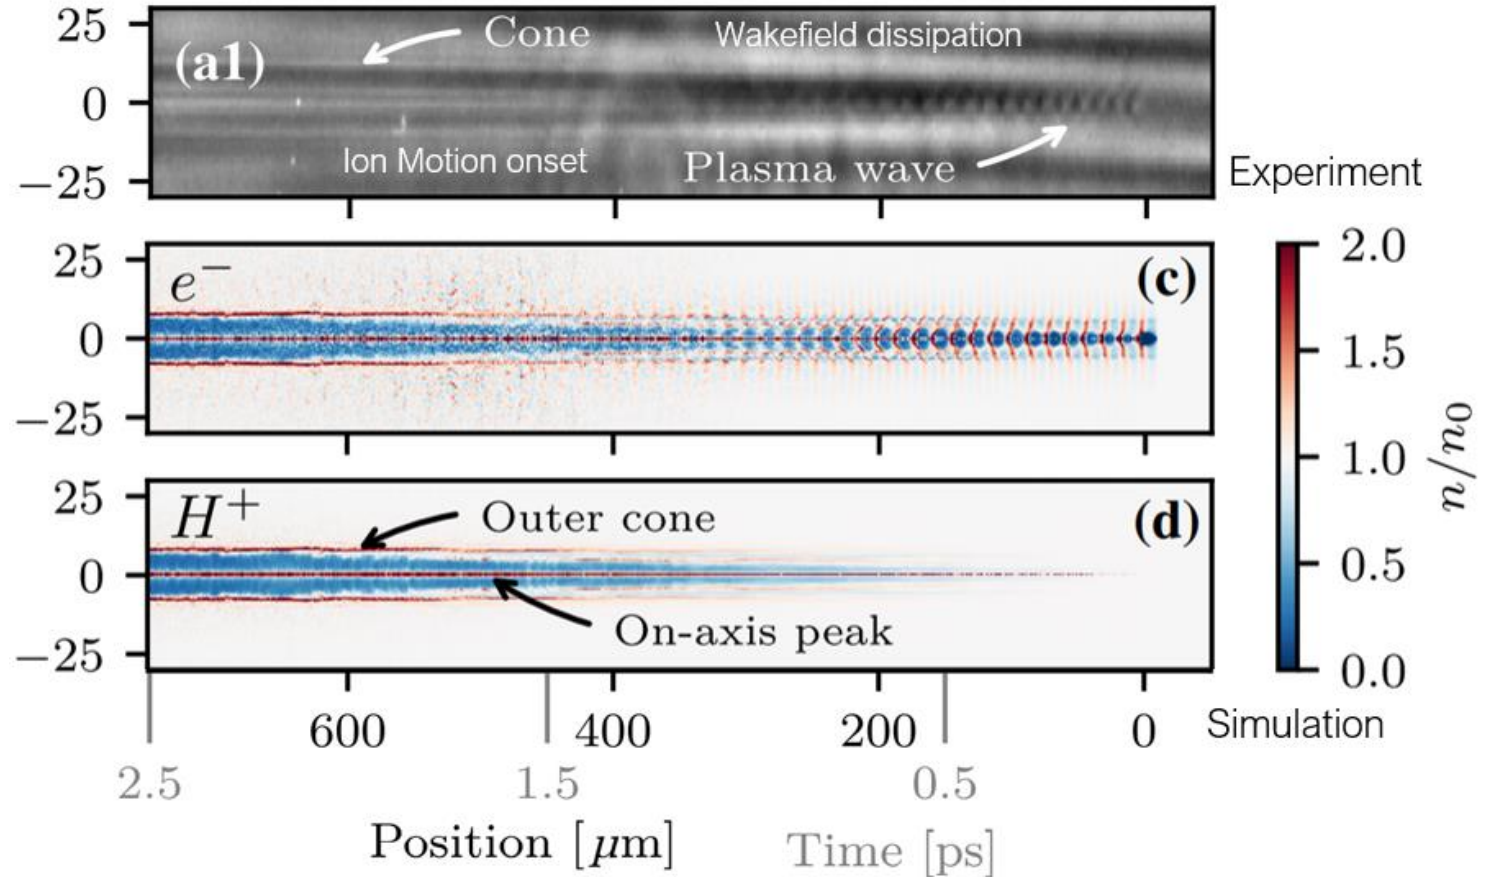 25
0
−25
(a1)
Cone
Wakefield dissipation
Ion Motion onset
Plasma wave
Experiment
25
0
−25
e−
(c)
25
0
−25
H+
(d)
Outer cone
On-axis peak
2.0
1.5
1.0
0.5
0.0
n/n0
600
400
200
0
Simulation
2.5
1.5
0.5
Position [μm]
Time [ps]